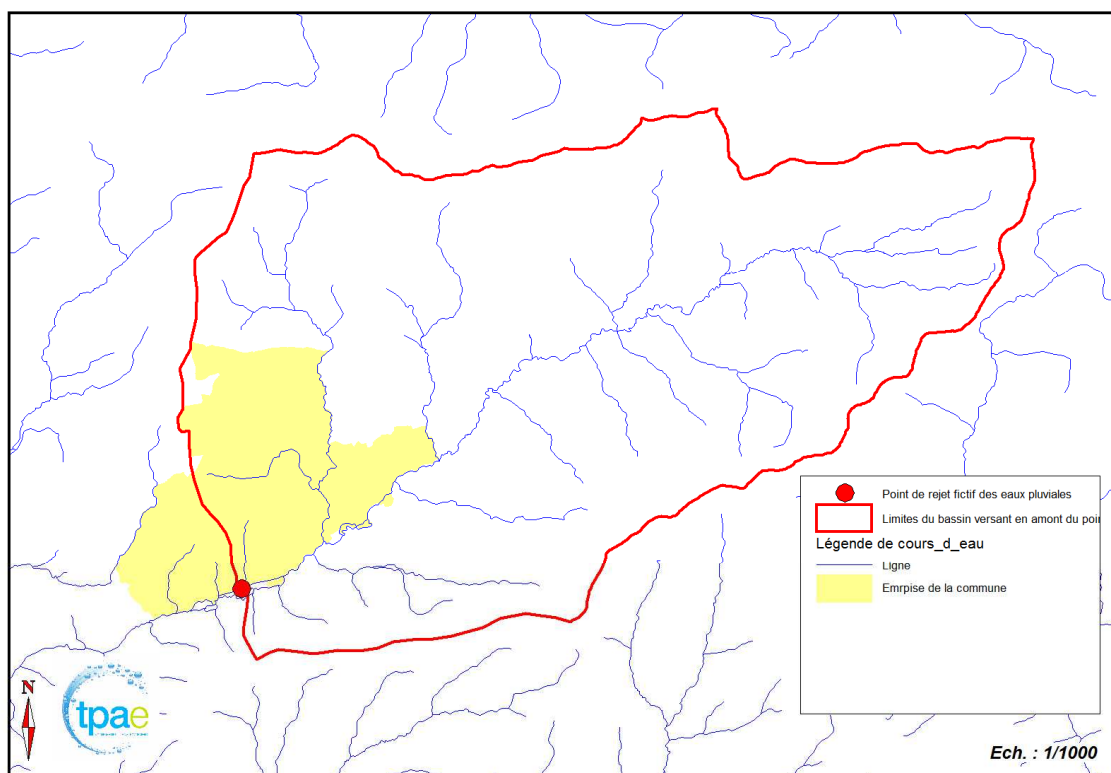 Point de rejet fictif des eaux pluviales
Limites du bassin versant en amont du poi
Légende de cours_d_eau
Ligne
Emrpise de la commune
N
tpae
Ech. : 1/1000